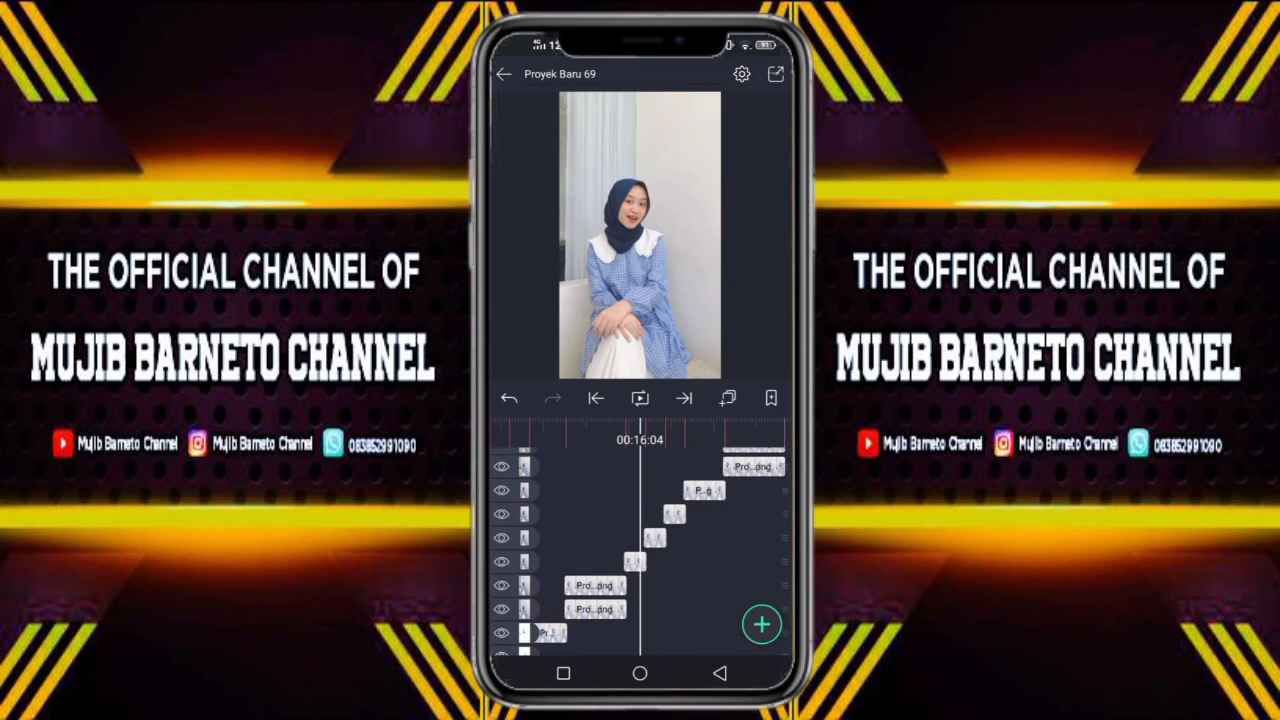 THE OFFICIAL CHANNEL OF
MUJIB BARNETO CHANNEL
Mujib Barneto Channel
Mujib Barneto Channel
083852991090
91
Proyek Baru 69
00:16:04
Pro...png
P...g
Pro...png
Pro...png
THE OFFICIAL CHANNEL OF
MUJIB BARNETO CHANNEL
Mujib Barneto Channel
Mujib Barneto Channel
083852991090